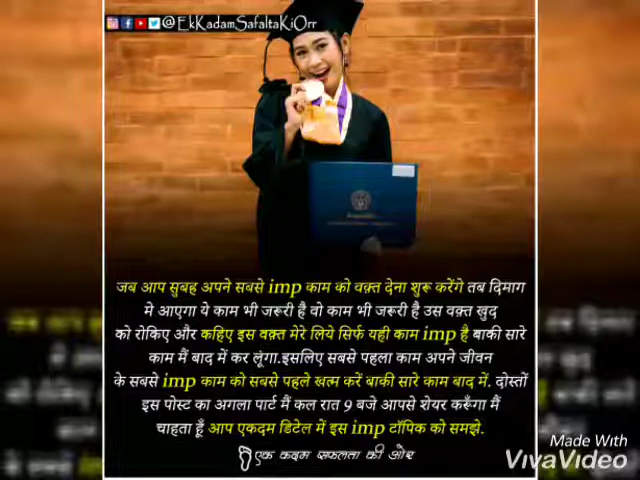 @EkKadamSafaltaKiOrr
जब आप सुबह अपने सबसे imp काम को वक़्त देना शुरू करेंगे तब दिमाग
मे आएगा ये काम भी जरूरी है वो काम भी जरूरी है उस वक़्त खुद
को रोकिए और कहिए इस वक़्त मेरे लिये सिर्फ यही काम imp है बाकी सारे
काम मैं बाद में कर लूंगा.इसलिए सबसे पहला काम अपने जीवन
के सबसे imp काम को सबसे पहले खत्म करें बाकी सारे काम बाद में. दोस्तों
इस पोस्ट का अगला पार्ट मैं कल रात 9 बजे आपसे शेयर करूँगा मैं
चाहता हूँ आप एकदम डिटेल में इस imp टॉपिक को समझे.
एक कदम सफलता की ओर
Made With
VivaVideo